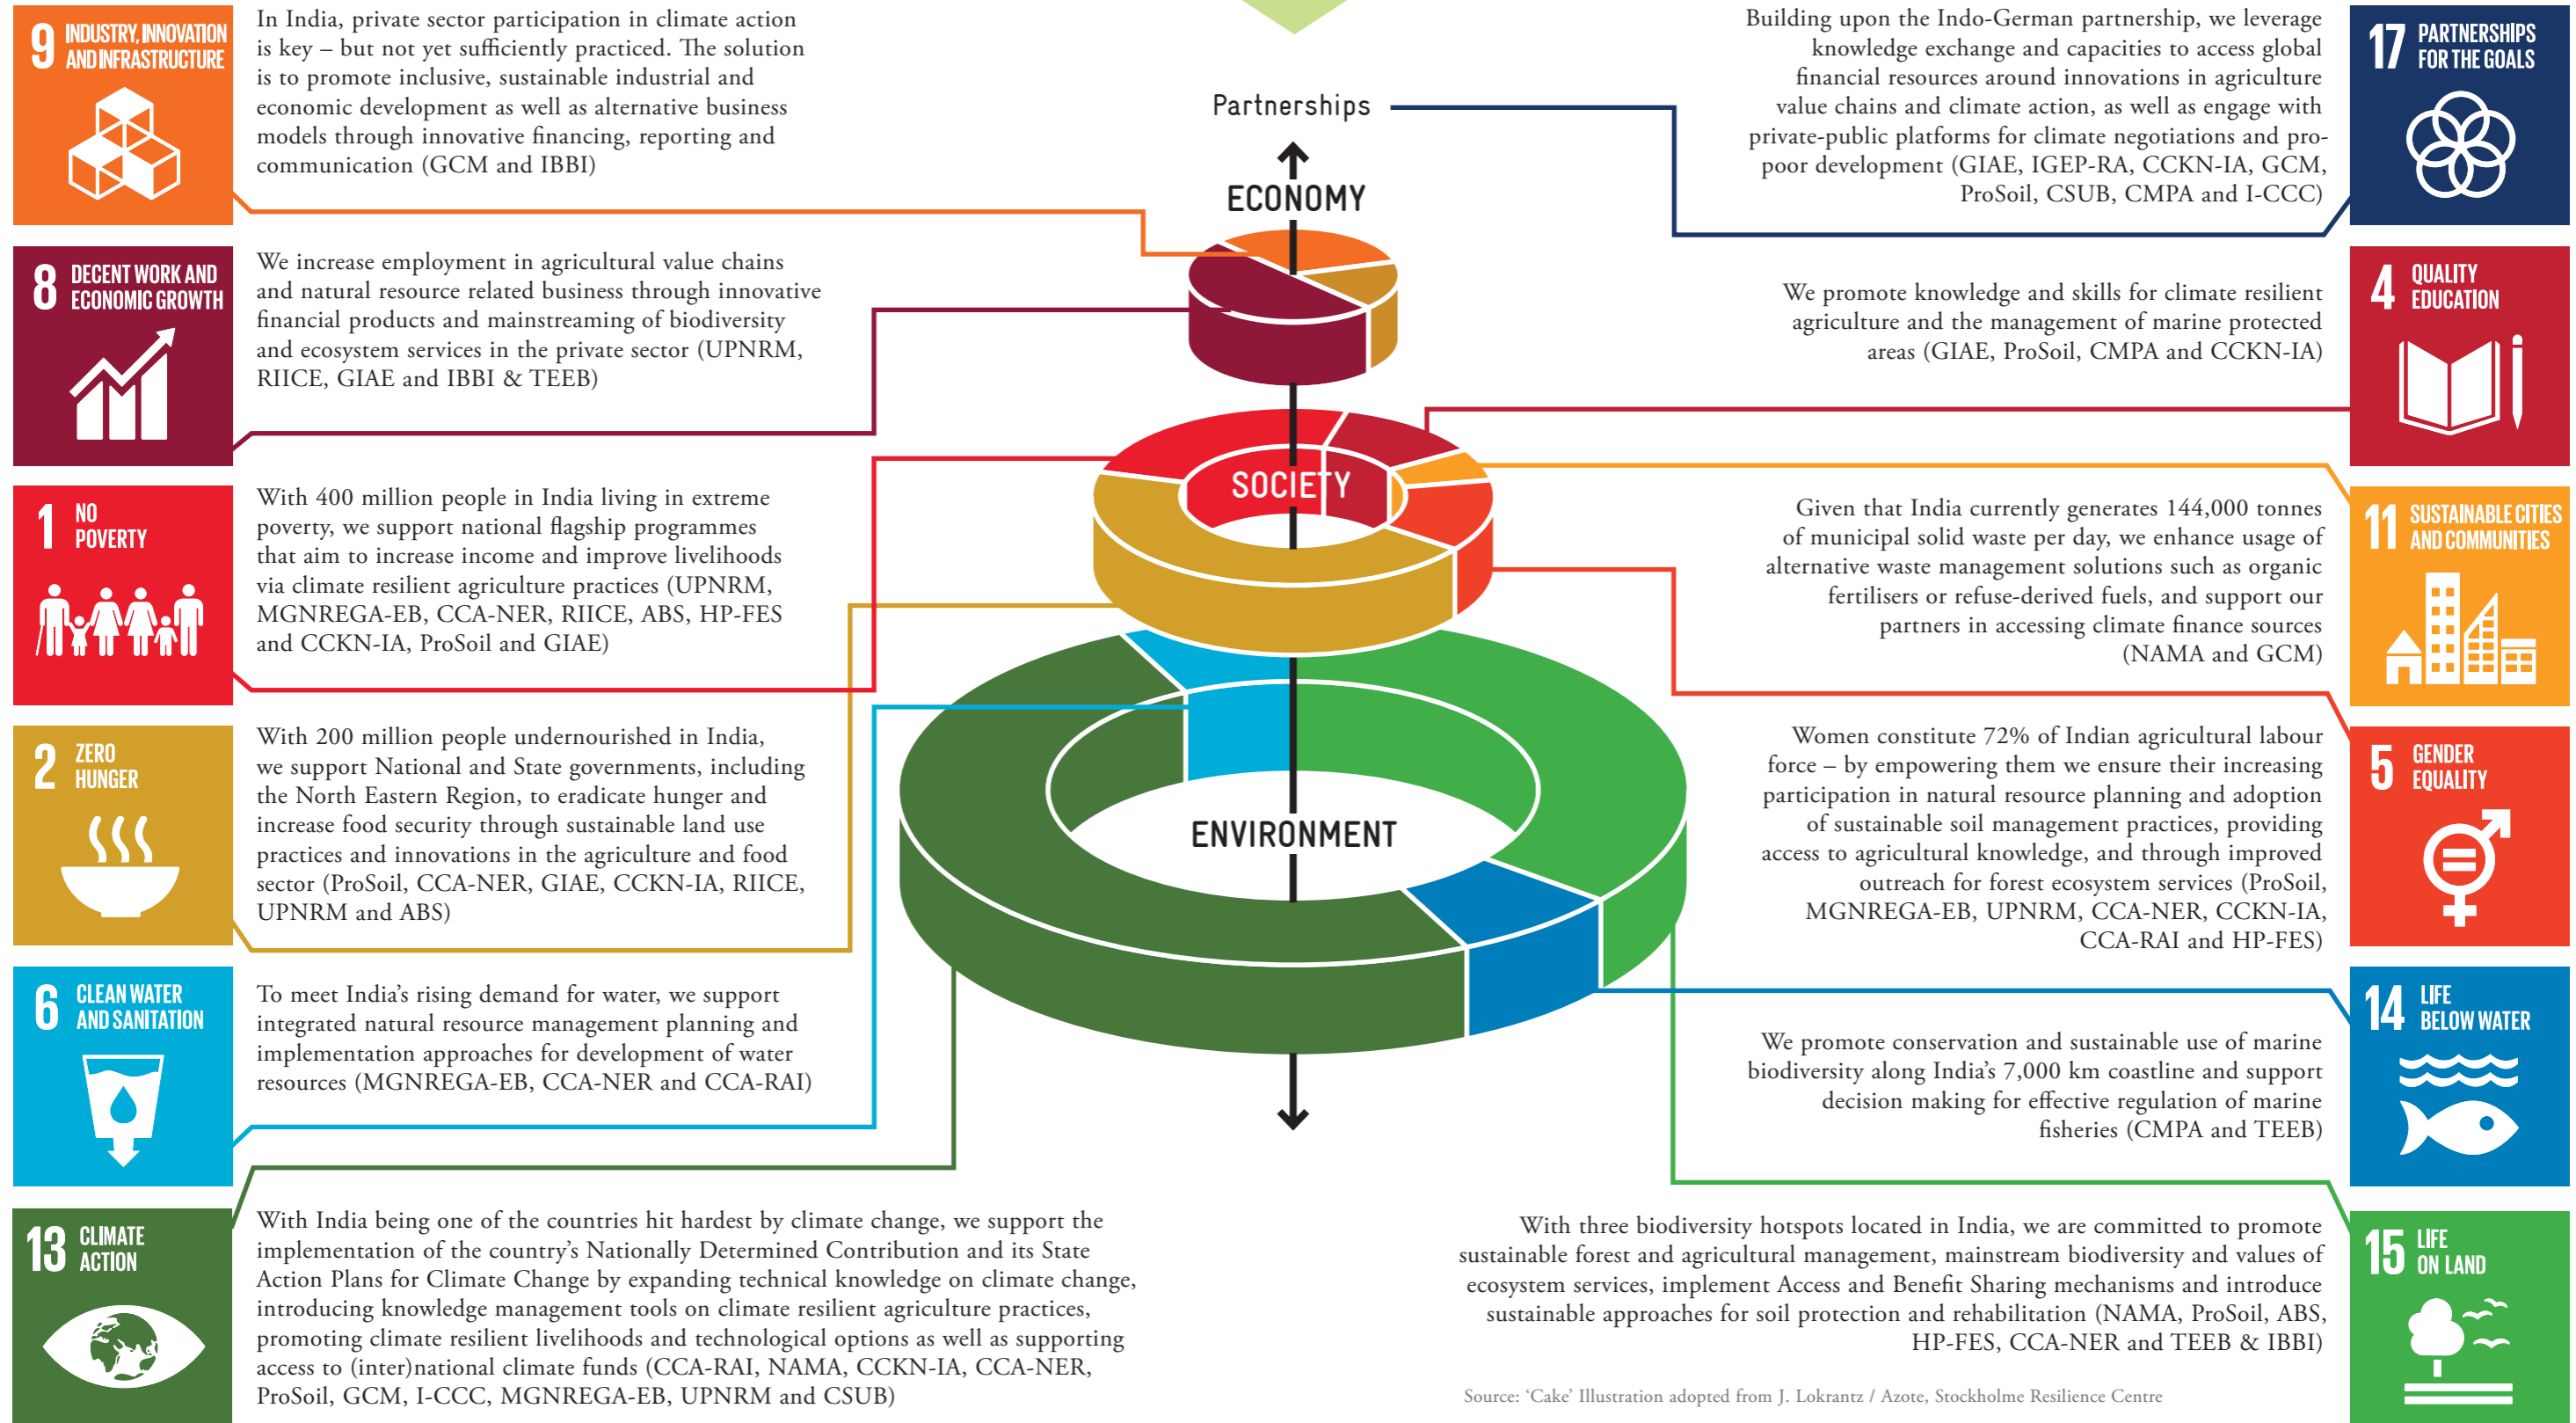 9 INDUSTRY, INNOVATION
AND INFRASTRUCTURE
In India, private sector participation in climate action
is key – but not yet sufficiently practiced. The solution
is to promote inclusive, sustainable industrial and
economic development as well as alternative business
models through innovative financing, reporting and
communication (GCM and IBBI)
8 DECENT WORK AND
ECONOMIC GROWTH
We increase employment in agricultural value chains
and natural resource related business through innovative
financial products and mainstreaming of biodiversity
and ecosystem services in the private sector (UPNRM,
RIICE, GIAE and IBBI & TEEB)
1 NO
POVERTY
With 400 million people in India living in extreme
poverty, we support national flagship programmes
that aim to increase income and improve livelihoods
via climate resilient agriculture practices (UPNRM,
MGNREGA-EB, CCA-NER, RIICE, ABS, HP-FES
and CCKN-IA, ProSoil and GIAE)
2 ZERO
HUNGER
With 200 million people undernourished in India,
we support National and State governments, including
the North Eastern Region, to eradicate hunger and
increase food security through sustainable land use
practices and innovations in the agriculture and food
sector (ProSoil, CCA-NER, GIAE, CCKN-IA, RIICE,
UPNRM and ABS)
6 CLEAN WATER
AND SANITATION
To meet India's rising demand for water, we support
integrated natural resource management planning and
implementation approaches for development of water
resources (MGNREGA-EB, CCA-NER and CCA-RAI)
13 CLIMATE
ACTION
With India being one of the countries hit hardest by climate change, we support the
implementation of the country's Nationally Determined Contribution and its State
Action Plans for Climate Change by expanding technical knowledge on climate change,
introducing knowledge management tools on climate resilient agriculture practices,
promoting climate resilient livelihoods and technological options as well as supporting
access to (inter)national climate funds (CCA-RAI, NAMA, CCKN-IA, CCA-NER,
ProSoil, GCM, I-CCC, MGNREGA-EB, UPNRM and CSUB)
Partnerships
ECONOMY
SOCIETY
ENVIRONMENT
Building upon the Indo-German partnership, we leverage
knowledge exchange and capacities to access global
financial resources around innovations in agriculture
value chains and climate action, as well as engage with
private-public platforms for climate negotiations and pro-
poor development (GIAE, IGEP-RA, CCKN-IA, GCM,
ProSoil, CSUB, CMPA and I-CCC)
17 PARTNERSHIPS
FOR THE GOALS
We promote knowledge and skills for climate resilient
agriculture and the management of marine protected
areas (GIAE, ProSoil, CMPA and CCKN-IA)
4 QUALITY
EDUCATION
Given that India currently generates 144,000 tonnes
of municipal solid waste per day, we enhance usage of
alternative waste management solutions such as organic
fertilisers or refuse-derived fuels, and support our
partners in accessing climate finance sources
(NAMA and GCM)
11 SUSTAINABLE CITIES
AND COMMUNITIES
Women constitute 72% of Indian agricultural labour
force – by empowering them we ensure their increasing
participation in natural resource planning and adoption
of sustainable soil management practices, providing
access to agricultural knowledge, and through improved
outreach for forest ecosystem services (ProSoil,
MGNREGA-EB, UPNRM, CCA-NER, CCKN-IA,
CCA-RAI and HP-FES)
5 GENDER
EQUALITY
We promote conservation and sustainable use of marine
biodiversity along India's 7,000 km coastline and support
decision making for effective regulation of marine
fisheries (CMPA and TEEB)
14 LIFE
BELOW WATER
With three biodiversity hotspots located in India, we are committed to promote
sustainable forest and agricultural management, mainstream biodiversity and values of
ecosystem services, implement Access and Benefit Sharing mechanisms and introduce
sustainable approaches for soil protection and rehabilitation (NAMA, ProSoil, ABS,
HP-FES, CCA-NER and TEEB & IBBI)
15 LIFE
ON LAND
Source: 'Cake' Illustration adopted from J. Lokrantz / Azote, Stockholme Resilience Centre